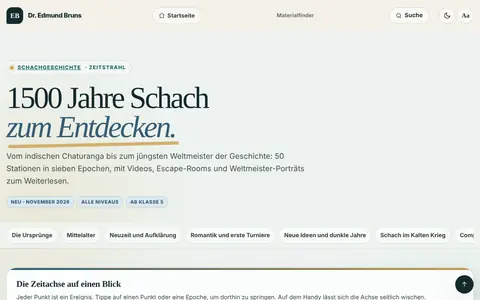 EB Dr. Edmund Bruns Startseite Materialfinder Suche Aa
SCHACHGESCHICHTE · ZEITSTRAHL
1500 Jahre Schach
zum Entdecken.
Vom indischen Chaturanga bis zum jüngsten Weltmeister der Geschichte: 50
Stationen in sieben Epochen, mit Videos, Escape-Rooms und Weltmeister-Porträts
zum Weiterlesen.
NEU · NOVEMBER 2026 ALLE NIVEAUS AB KLASSE 5
Die Ursprünge Mittelalter Neuzeit und Aufklärung Romantik und erste Turniere Neue Ideen und dunkle Jahre Schach im Kalten Krieg
Die Zeitachse auf einen Blick
Jeder Punkt ist ein Ereignis. Tippe auf einen Punkt oder eine Epoche, um dorthin zu springen. Auf dem Handy lässt sich die Achse seitlich wischen.